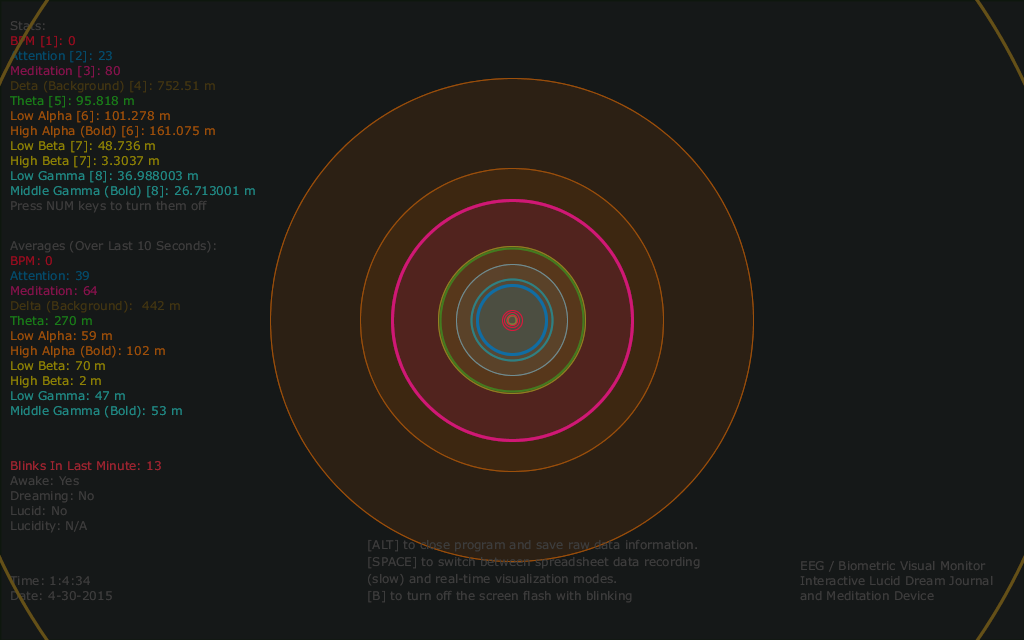 Stats:
BPM [1]: 0
Attention [2]: 23
Meditation [3]: 80
Deta (Background) [4]: 752.51 m
Theta [5]: 95.818 m
Low Alpha [6]: 101.278 m
High Alpha (Bold) [6]: 161.075 m
Low Beta [7]: 48.736 m
High Beta [7]: 3.3037 m
Low Gamma [8]: 36.988003 m
Middle Gamma (Bold) [8]: 26.713001 m
Press NUM keys to turn them off
Averages (Over Last 10 Seconds):
BPM: 0
Attention: 39
Meditation: 64
Delta (Background):  442 m
Theta: 270 m
Low Alpha: 59 m
High Alpha (Bold): 102 m
Low Beta: 70 m
High Beta: 2 m
Low Gamma: 47 m
Middle Gamma (Bold): 53 m
Blinks In Last Minute: 13
Awake: Yes
Dreaming: No
Lucid: No
Lucidity: N/A
Time: 1:4:34
Date: 4-30-2015
[ALT] to close program and save raw data information.
[SPACE] to switch between spreadsheet data recording
(slow) and real-time visualization modes.
[B] to turn off the screen flash with blinking
EEG / Biometric Visual Monitor
Interactive Lucid Dream Journal
and Meditation Device